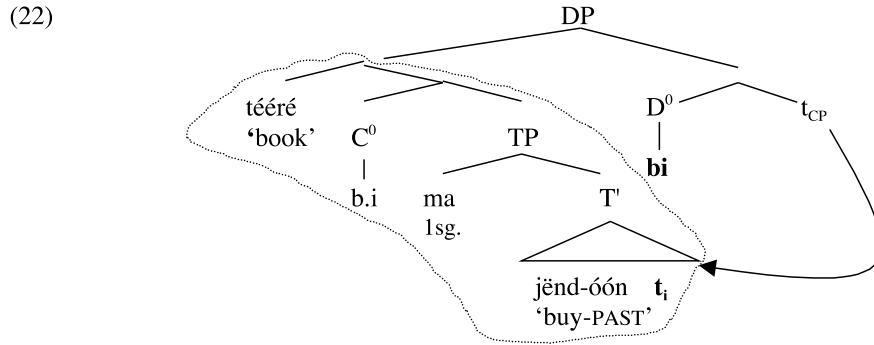 (22)
DP
tééré
‘book’
C⁰
TP
D⁰
t_CP
b.i
ma
1sg.
T'
bi
jënd-óón t_i
‘buy-PAST’